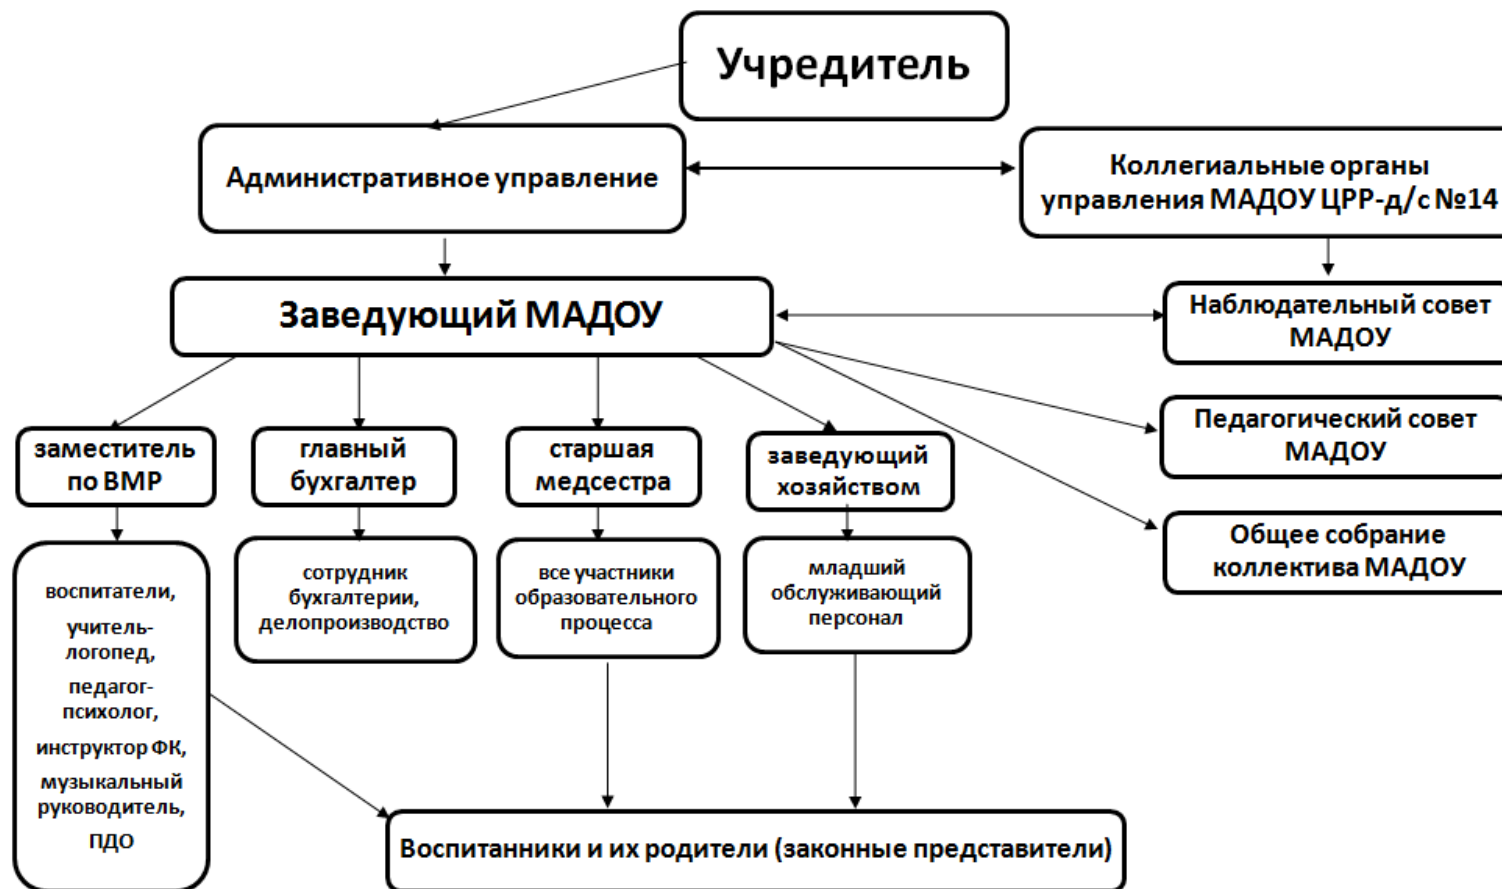 Учредитель
Административное управление
Коллегиальные органы
управления МАДОУ ЦРР-д/с №14
Заведующий МАДОУ
Наблюдательный совет
МАДОУ
Педагогический совет
МАДОУ
Общее собрание
коллектива МАДОУ
заместитель
по ВМР
главный
бухгалтер
старшая
медсестра
заведующий
хозяйством
воспитатели,
учитель-
логопед,
педагог-
психолог,
инструктор ФК,
музыкальный
руководитель,
ПДО
сотрудник
бухгалтерии,
делопроизводство
все участники
образовательного
процесса
младший
обслуживающий
персонал
Воспитанники и их родители (законные представители)